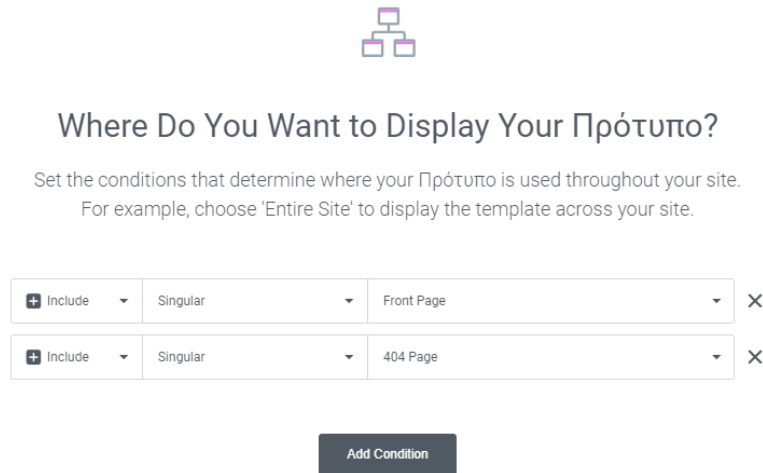 Where Do You Want to Display Your Πρότυπο?
Set the conditions that determine where your Πρότυπο is used throughout your site.
For example, choose 'Entire Site' to display the template across your site.
Include Singular Front Page
Include Singular 404 Page
Add Condition